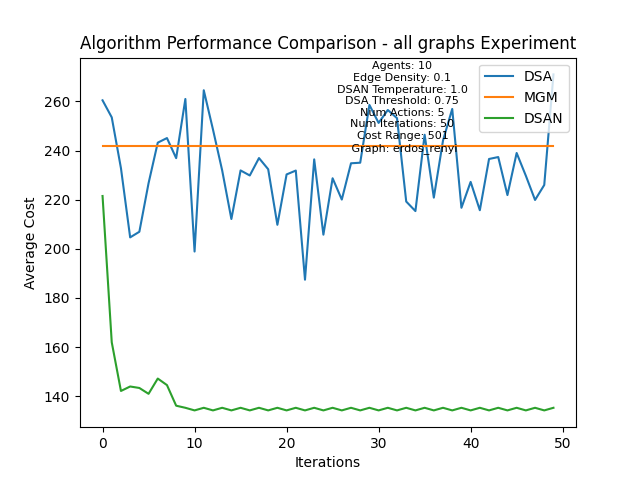 Algorithm Performance Comparison - all graphs Experiment
Agents: 10
Edge Density: 0.1
DSAN Temperature: 1.0
DSA Threshold: 0.75
Num Actions: 5
Num Iterations: 50
Cost Range: 501
Graph: erdos_renyi
DSA
MGM
DSAN
Average Cost
260
240
220
200
180
160
140
0
10
20
30
40
50
Iterations